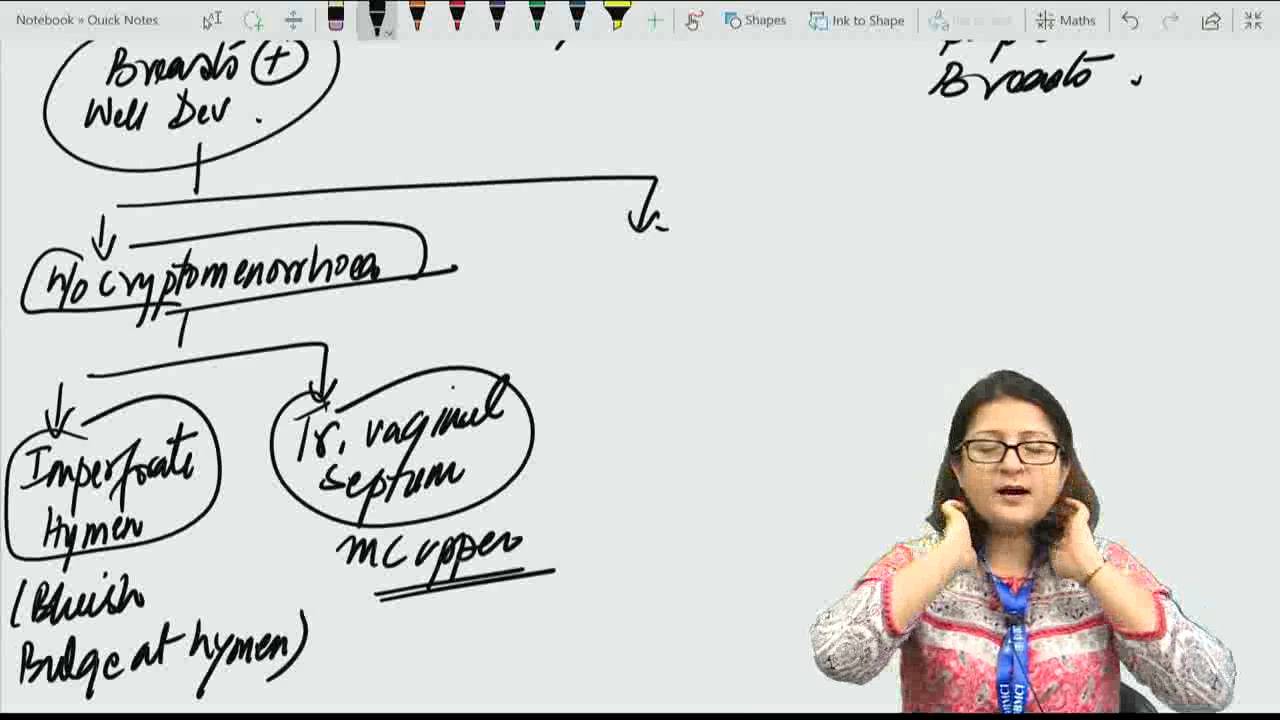 Notebook » Quick Notes
Shapes
Ink to Shape
Maths
Breasts +
Well Dev.
Breasts.
h/o cryptomenorrhoea
Imperforate
Hymen
Tr. vaginal
septum
MC upper
(Bluish
Bulge at hymen)
DBMCI